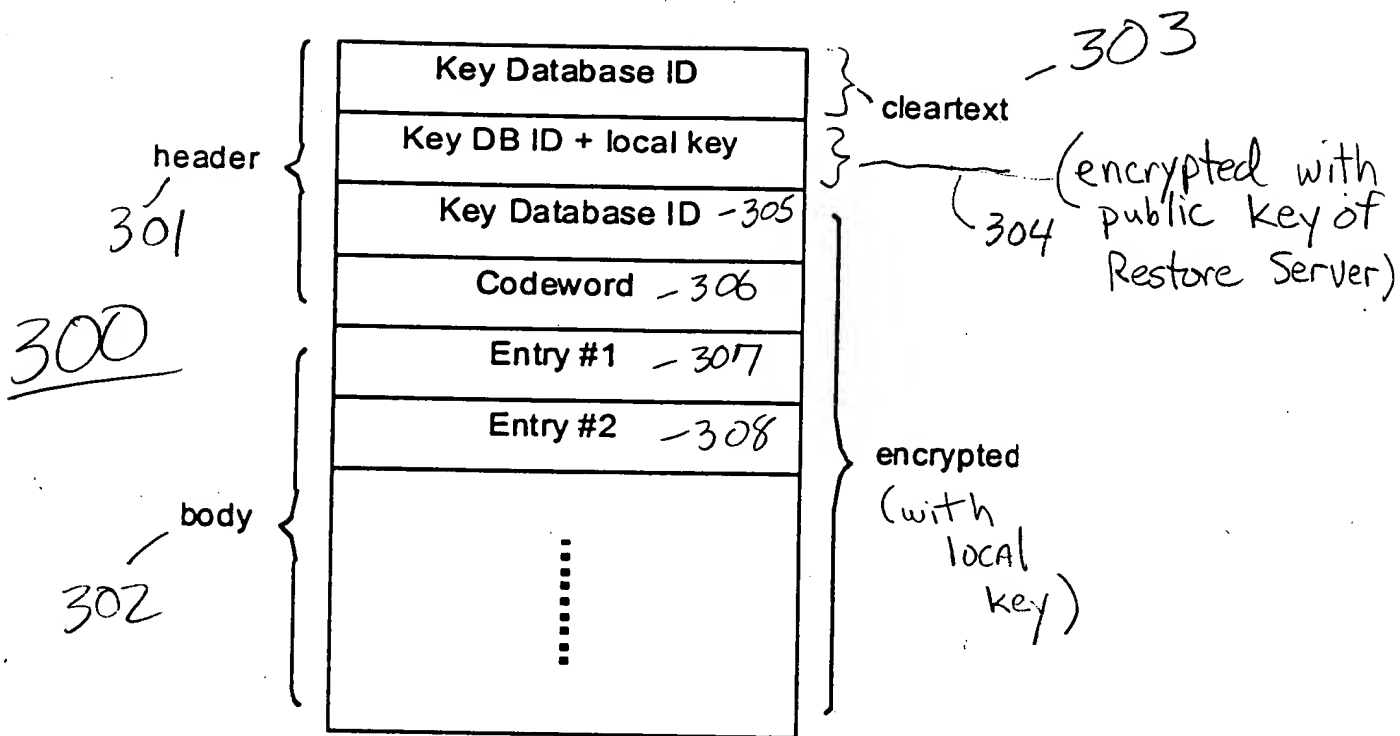 Key Database ID
-303
cleartext
header
301
Key DB ID + local key
304
(encrypted with
public key of
Restore Server)
Key Database ID -305
Codeword -306
300
Entry #1 -307
Entry #2 -308
encrypted
(with
local
key)
body
302